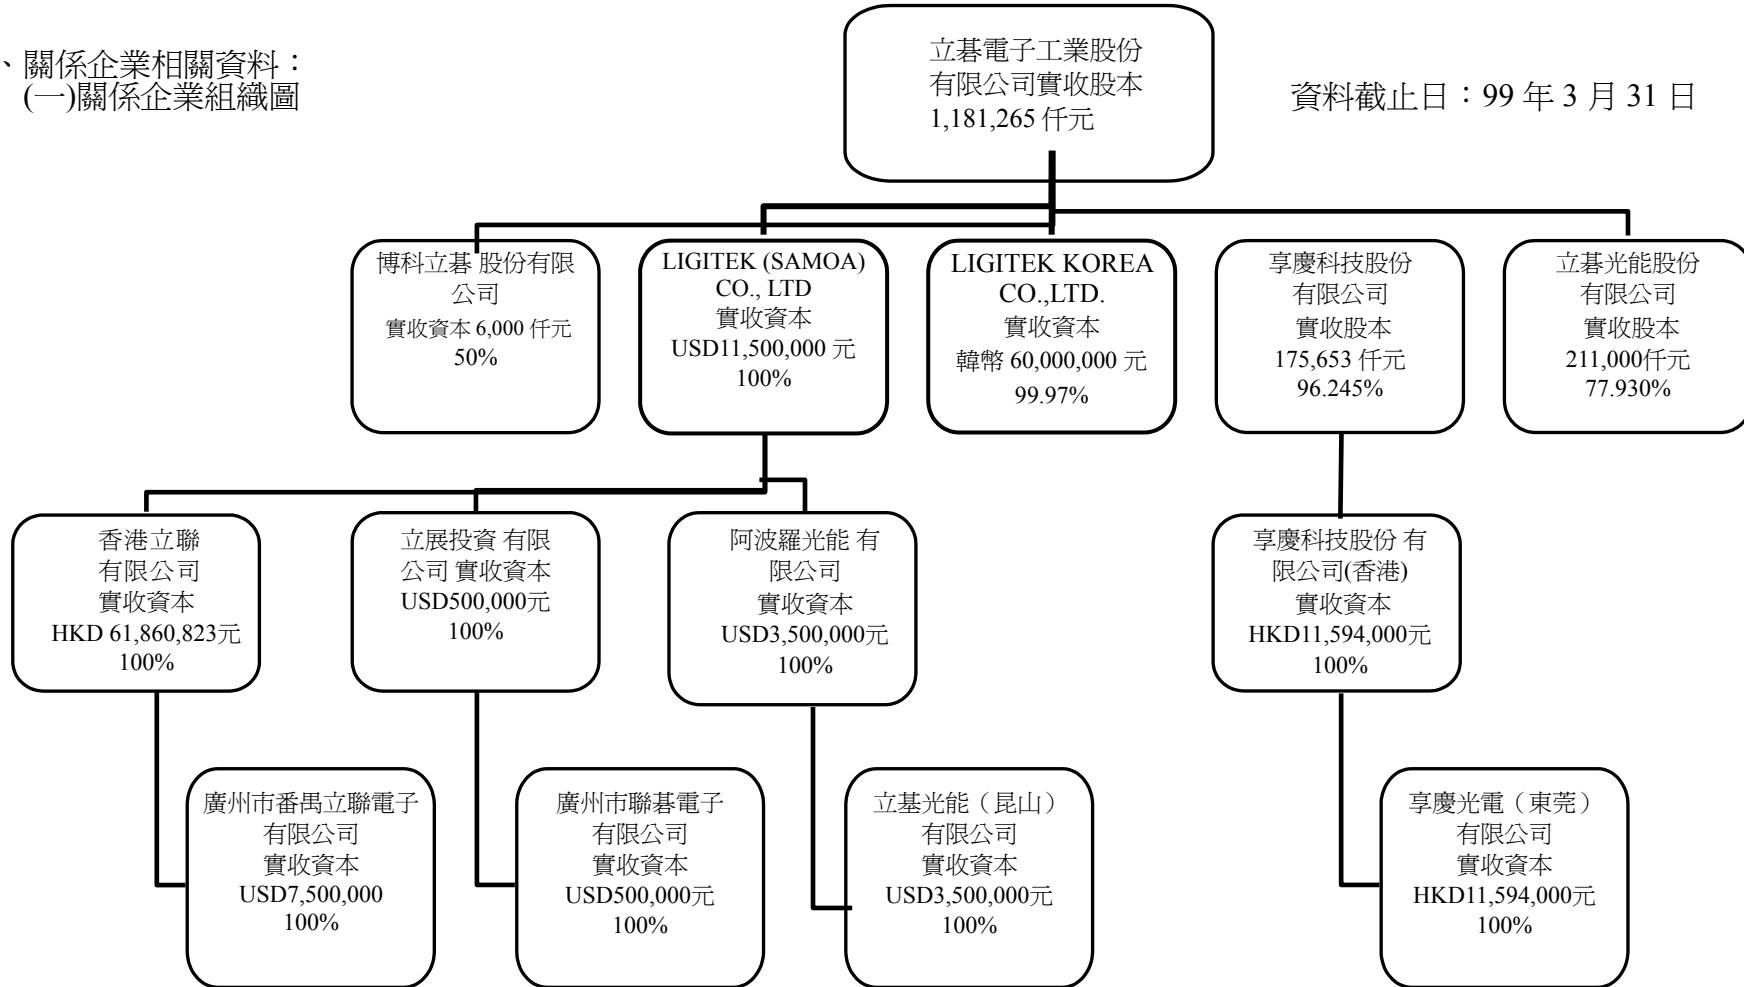 、關係企業相關資料：
(一)關係企業組織圖
資料截止日：99 年 3 月 31 日
立碁電子工業股份
有限公司實收股本
1,181,265 仟元
博科立碁 股份有限
公司
實收資本 6,000 仟元
50%
LIGITEK (SAMOA)
CO., LTD
實收資本
USD11,500,000 元
100%
LIGITEK KOREA
CO.,LTD.
實收資本
韓幣 60,000,000 元
99.97%
享慶科技股份
有限公司
實收股本
175,653 仟元
96.245%
立碁光能股份
有限公司
實收股本
211,000仟元
77.930%
香港立聯
有限公司
實收資本
HKD 61,860,823元
100%
立展投資 有限
公司 實收資本
USD500,000元
100%
阿波羅光能 有
限公司
實收資本
USD3,500,000元
100%
享慶科技股份 有
限公司(香港)
實收資本
HKD11,594,000元
100%
廣州市番禺立聯電子
有限公司
實收資本
USD7,500,000
100%
廣州市聯碁電子
有限公司
實收資本
USD500,000元
100%
立基光能（昆山）
有限公司
實收資本
USD3,500,000元
100%
享慶光電（東莞）
有限公司
實收資本
HKD11,594,000元
100%